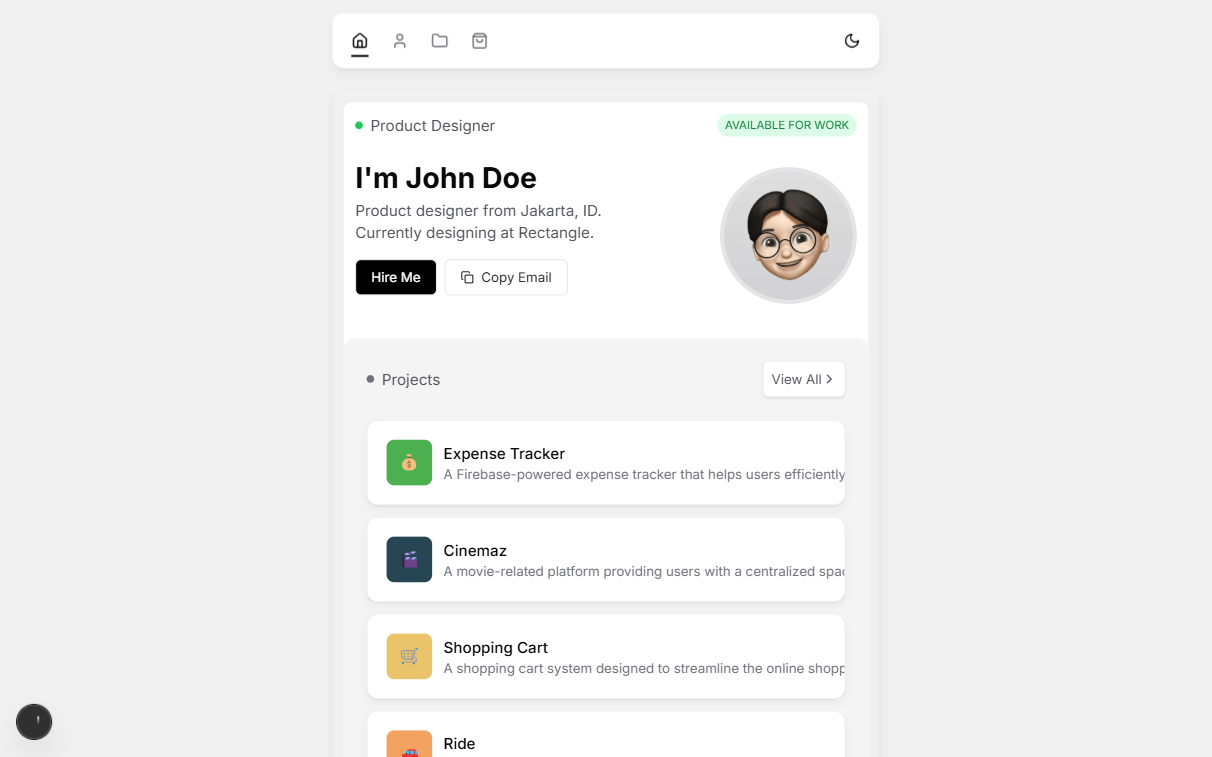 Product Designer
AVAILABLE FOR WORK
I'm John Doe
Product designer from Jakarta, ID.
Currently designing at Rectangle.
Hire Me
Copy Email
Projects
View All
Expense Tracker
A Firebase-powered expense tracker that helps users efficiently
Cinemaz
A movie-related platform providing users with a centralized
Shopping Cart
A shopping cart system designed to streamline the online
Ride